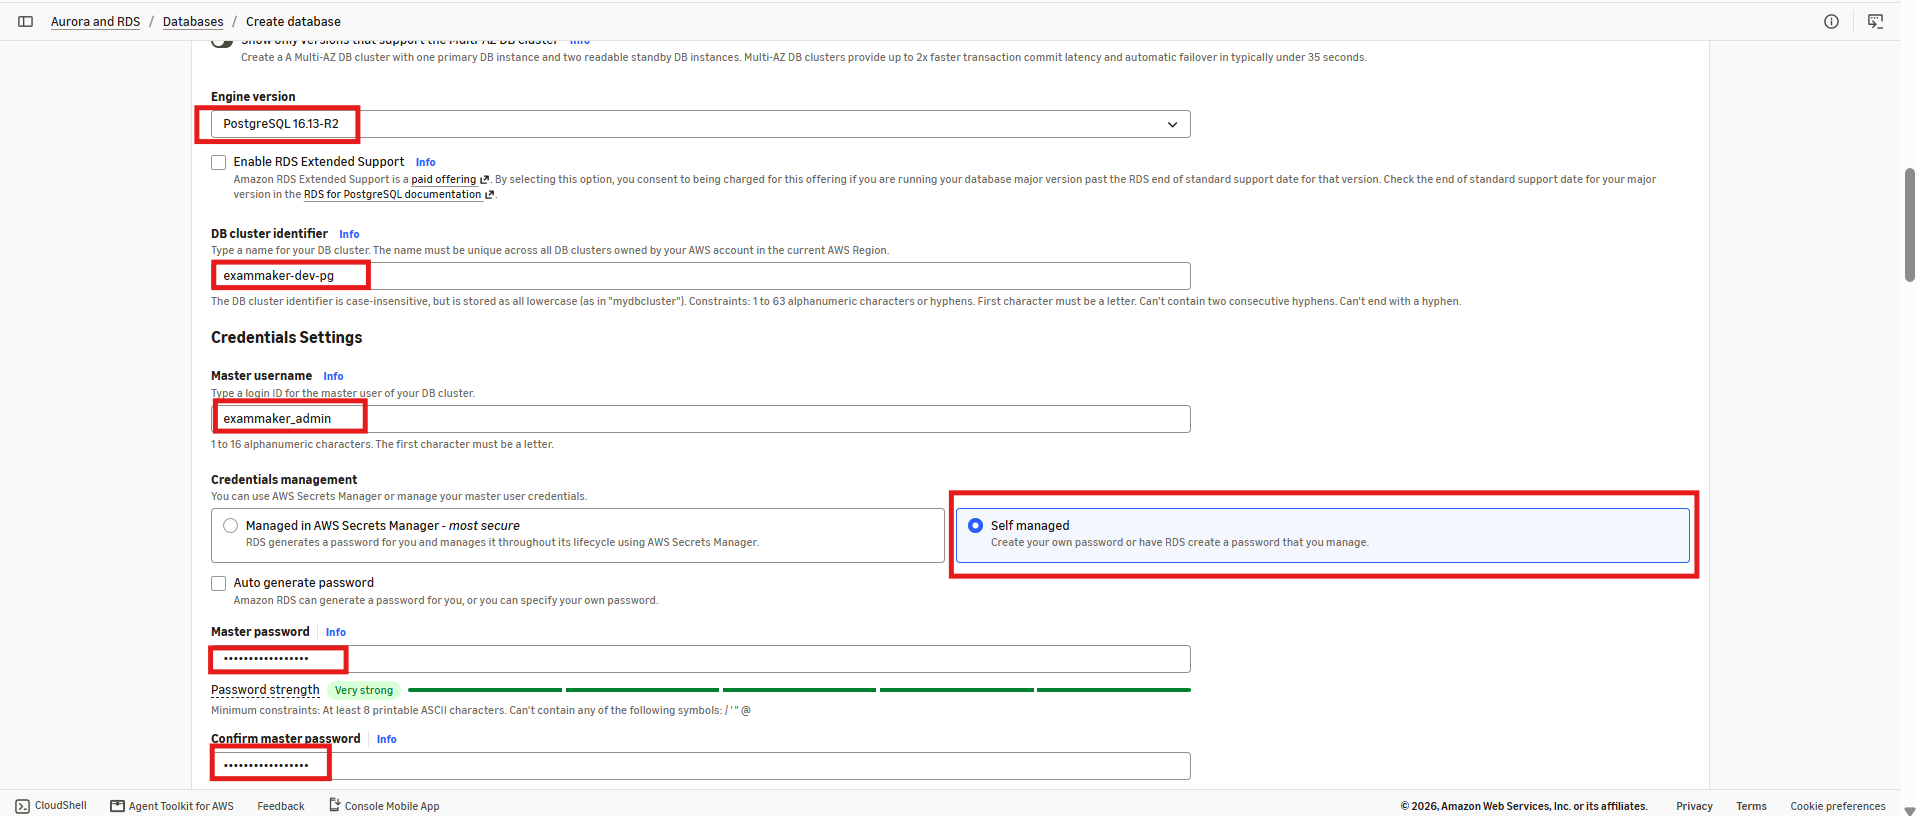 Aurora and RDS / Databases / Create database
Show only versions that support the Multi-AZ DB cluster Info
Create a A Multi-AZ DB cluster with one primary DB instance and two readable standby DB instances. Multi-AZ DB clusters provide up to 2x faster transaction commit latency and automatic failover in typically under 35 seconds.
Engine version
PostgreSQL 16.13-R2
Enable RDS Extended Support Info
Amazon RDS Extended Support is a paid offering. By selecting this option, you consent to being charged for this offering if you are running your database major version past the RDS end of standard support date for that version. Check the end of standard support date for your major
version in the RDS for PostgreSQL documentation.
DB cluster identifier Info
Type a name for your DB cluster. The name must be unique across all DB clusters owned by your AWS account in the current AWS Region.
exammaker-dev-pg
The DB cluster identifier is case-insensitive, but is stored as all lowercase (as in "mydbcluster"). Constraints: 1 to 63 alphanumeric characters or hyphens. First character must be a letter. Can't contain two consecutive hyphens. Can't end with a hyphen.
Credentials Settings
Master username Info
Type a login ID for the master user of your DB cluster.
exammaker_admin
1 to 16 alphanumeric characters. The first character must be a letter.
Credentials management
You can use AWS Secrets Manager or manage your master user credentials.
Managed in AWS Secrets Manager - most secure
RDS generates a password for you and manages it throughout its lifecycle using AWS Secrets Manager.
Self managed
Create your own password or have RDS create a password that you manage.
Auto generate password
Amazon RDS can generate a password for you, or you can specify your own password.
Master password Info
•••••••••••••••••
Password strength Very strong
Minimum constraints: At least 8 printable ASCII characters. Can't contain any of the following symbols: / ' " @
Confirm master password Info
•••••••••••••••••
CloudShell Agent Toolkit for AWS Feedback Console Mobile App © 2026, Amazon Web Services, Inc. or its affiliates. Privacy Terms Cookie preferences